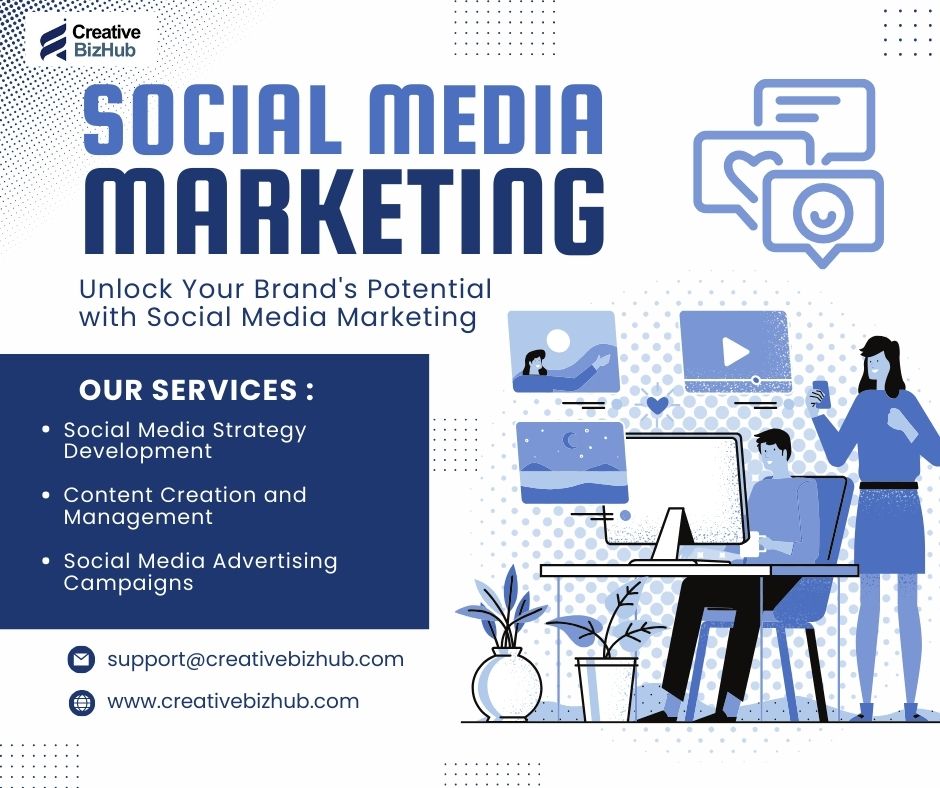 Creative
BizHub
SOCIAL MEDIA
MARKETING
Unlock Your Brand's Potential
with Social Media Marketing
OUR SERVICES :
• Social Media Strategy
Development
• Content Creation and
Management
• Social Media Advertising
Campaigns
support@creativebizhub.com
www.creativebizhub.com